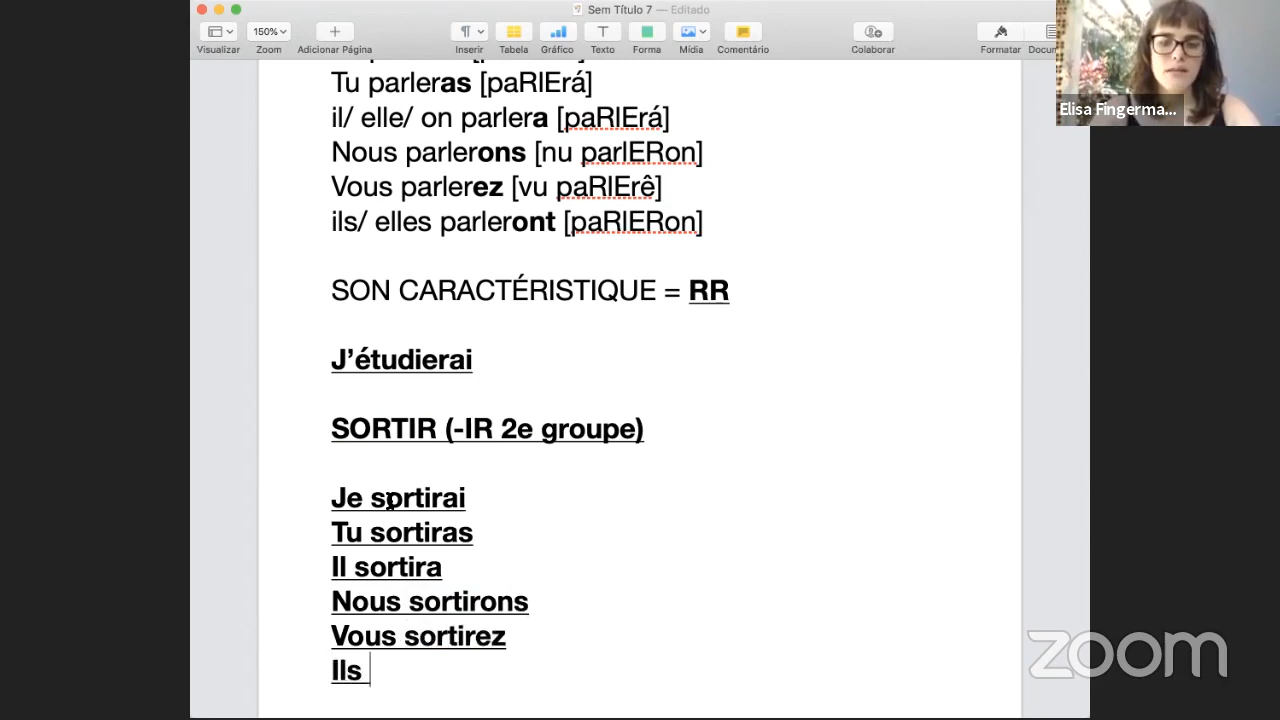 Sem Título 7 — Editado
150%
Visualizar Zoom Adicionar Página Inserir Tabela Gráfico Texto Forma Mídia Comentário Colaborar Formatar Docum
Elisa Fingerma...
Tu parleras [paRlErá]
il/ elle/ on parlera [paRlErá]
Nous parlerons [nu parlERon]
Vous parlerez [vu paRlErê]
ils/ elles parleront [paRlERon]
SON CARACTÉRISTIQUE = RR
J’étudierai
SORTIR (-IR 2e groupe)
Je sortirai
Tu sortiras
Il sortira
Nous sortirons
Vous sortirez
Ils
zoom